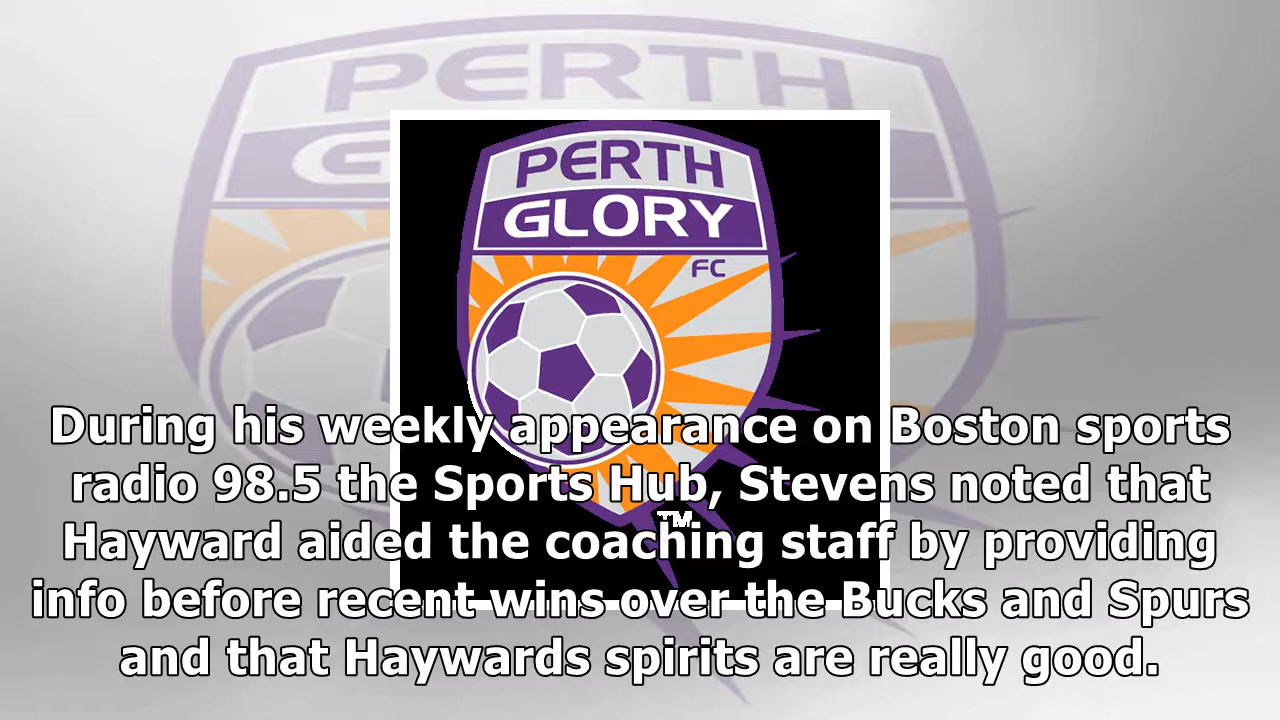 PERTH
G
PERTH
GLORY
FC
During his weekly appearance on Boston sports
radio 98.5 the Sports Hub, Stevens noted that
Hayward aided the coaching staff by providing
info before recent wins over the Bucks and Spurs
and that Haywards spirits are really good.
TM